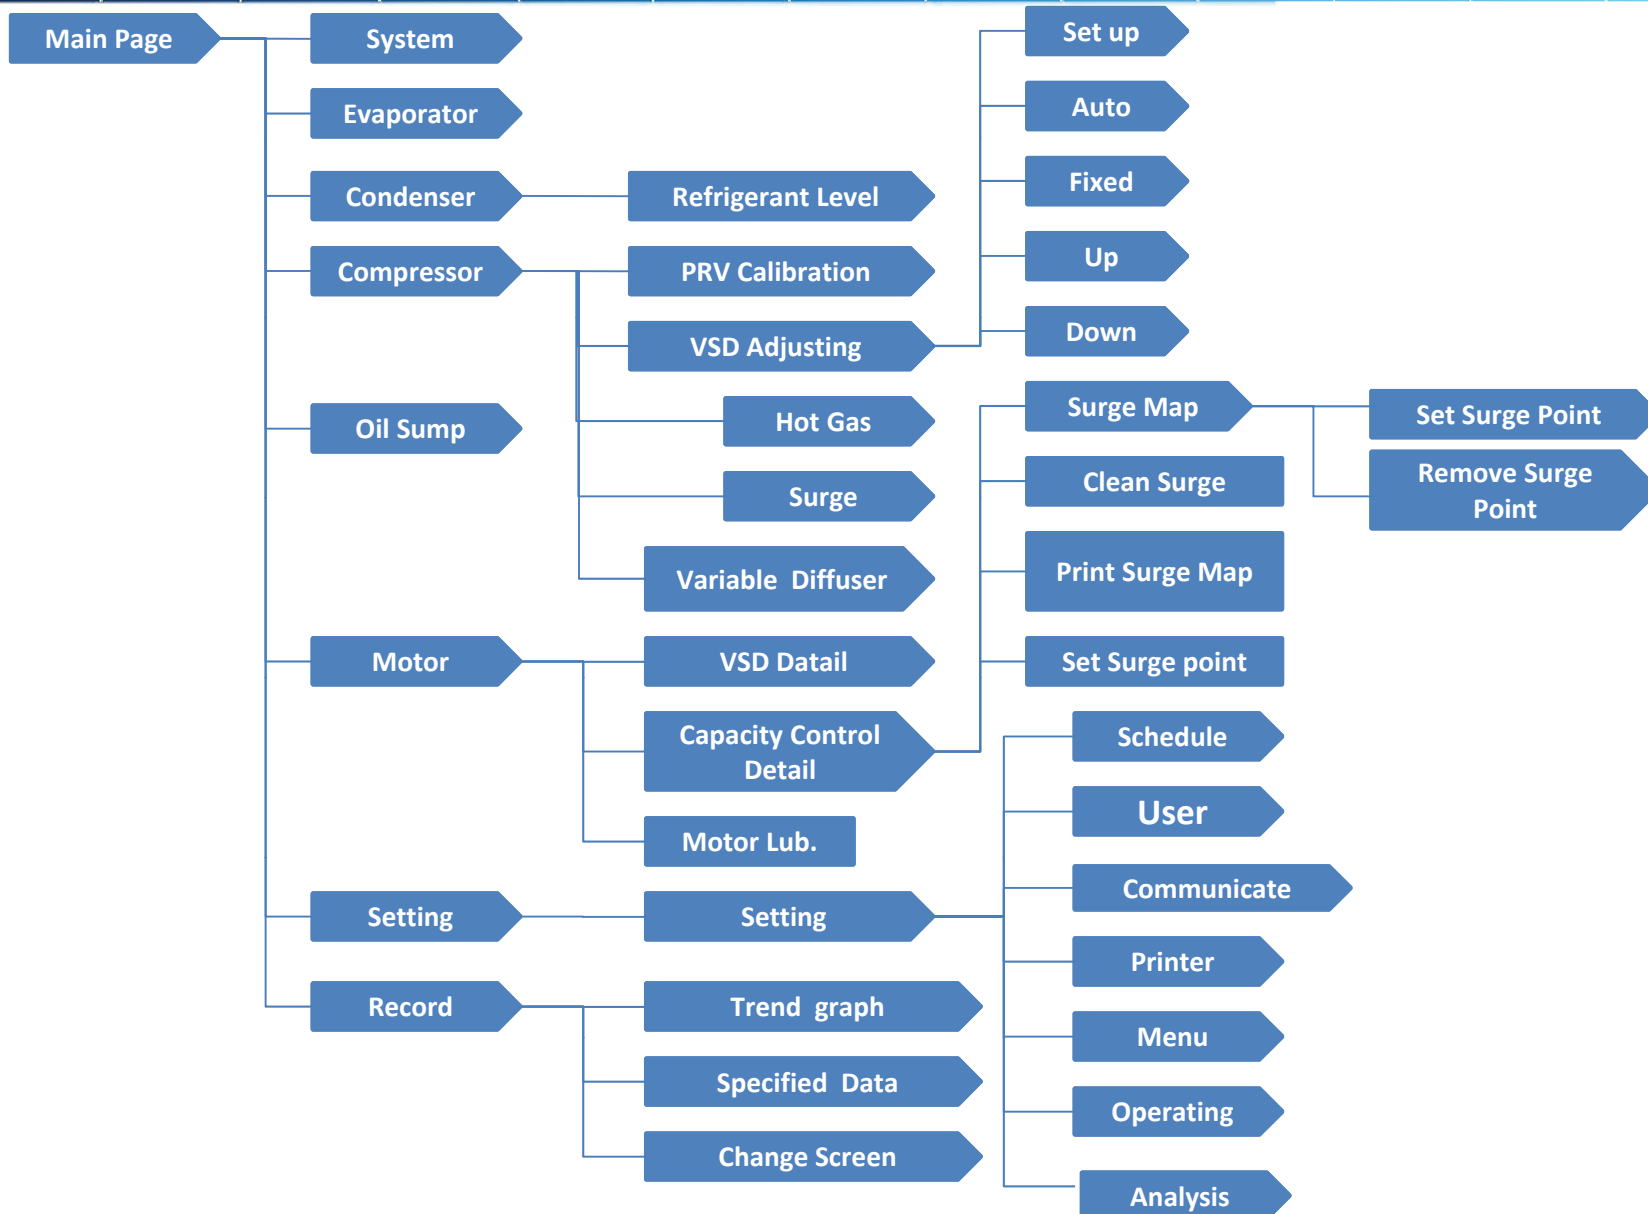 Main Page
System
Evaporator
Condenser
Compressor
Oil Sump
Motor
Setting
Record
Refrigerant Level
PRV Calibration
VSD Adjusting
Hot Gas
Surge
Variable  Diffuser
VSD Datail
Capacity Control
Detail
Motor Lub.
Setting
Trend  graph
Specified  Data
Change Screen
Set up
Auto
Fixed
Up
Down
Surge Map
Clean Surge
Print Surge Map
Set Surge point
Schedule
User
Communicate
Printer
Menu
Operating
Analysis
Set Surge Point
Remove Surge
Point